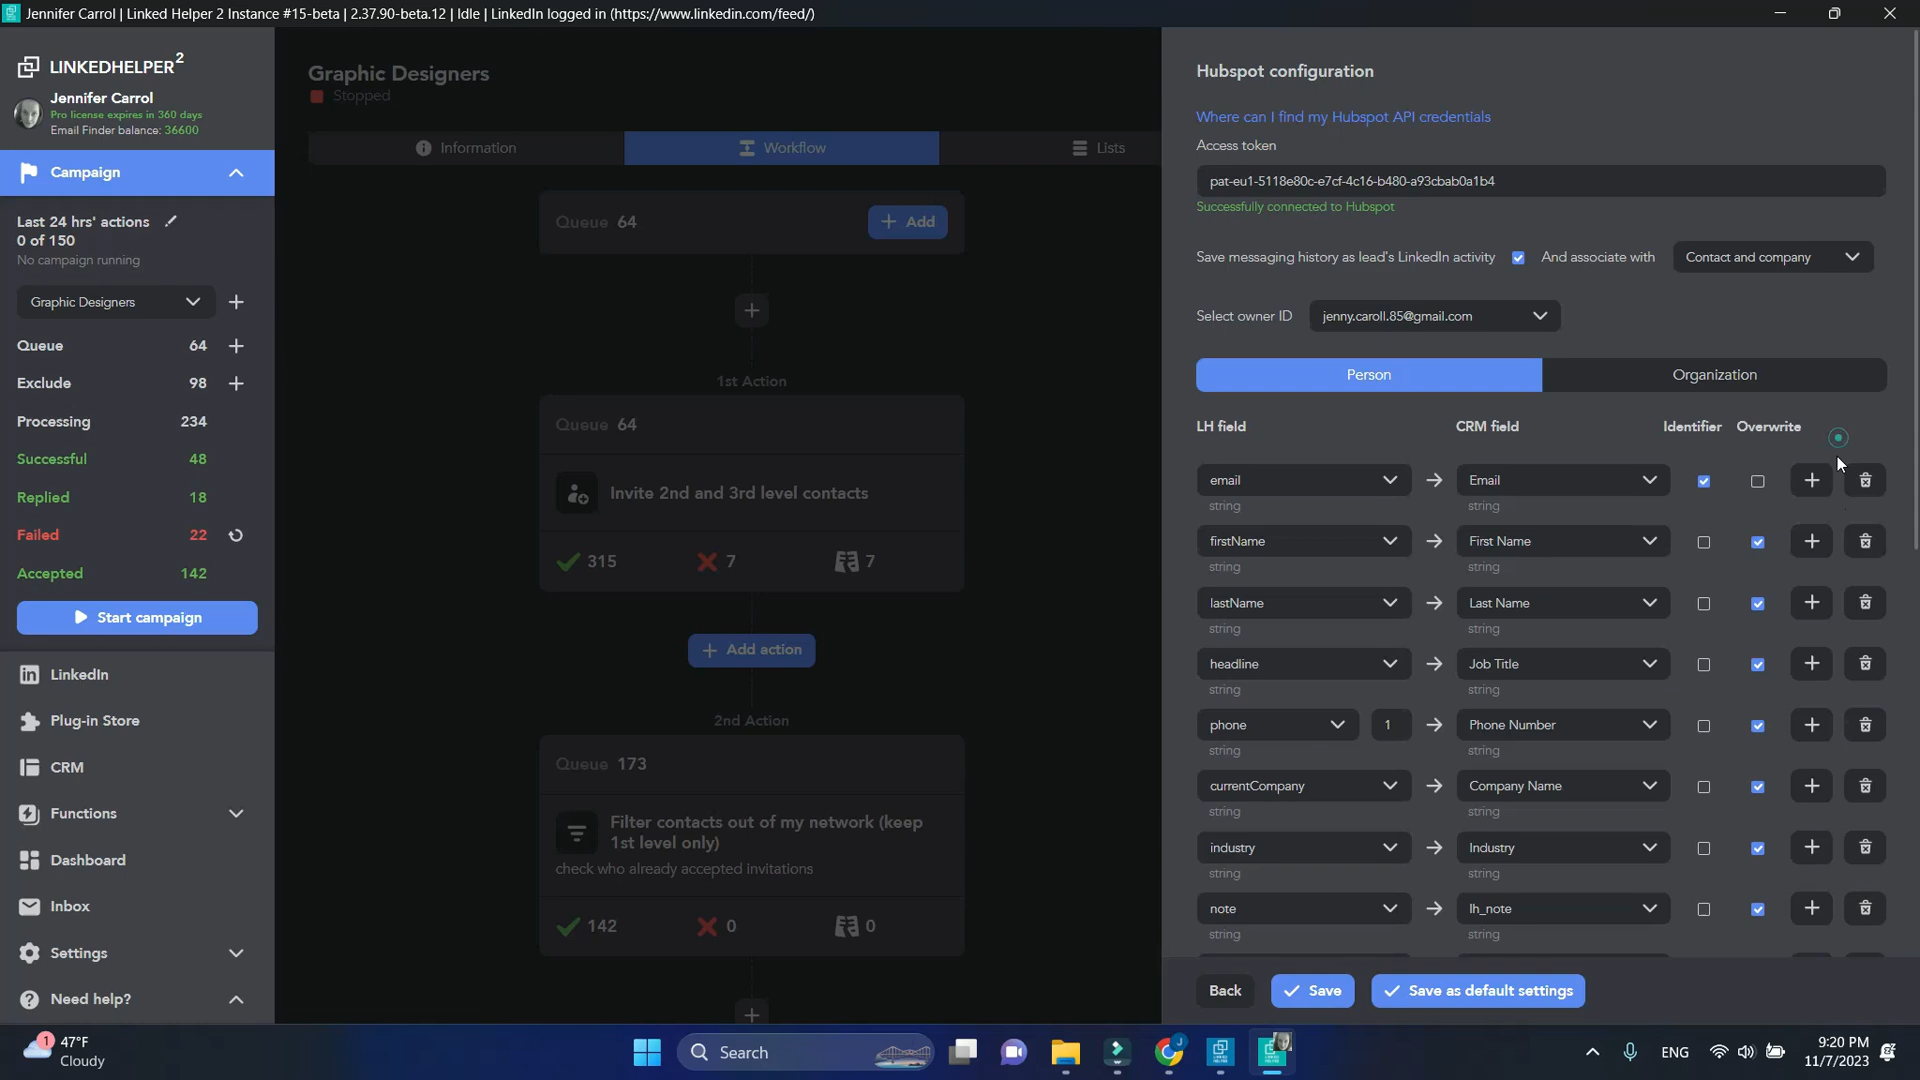 Jennifer Carrol | Linked Helper 2 Instance #15-beta | 2.37.90-beta.12 | Idle | LinkedIn logged in (https://www.linkedin.com/feed/)
LINKEDHELPER2
Jennifer Carrol
Pro license expires in 360 days
Email Finder balance: 36600
Campaign
Last 24 hrs' actions
0 of 150
No campaign running
Graphic Designers
Queue 64
Exclude 98
Processing 234
Successful 48
Replied 18
Failed 22
Accepted 142
Start campaign
LinkedIn
Plug-in Store
CRM
Functions
Dashboard
Inbox
Settings
Need help?
Graphic Designers
Stopped
Information Workflow Lists
Queue 64 + Add
1st Action
Queue 64
Invite 2nd and 3rd level contacts
315 7 7
+ Add action
2nd Action
Queue 173
Filter contacts out of my network (keep
1st level only)
check who already accepted invitations
142 0 0
Hubspot configuration
Where can I find my Hubspot API credentials
Access token
pat-eu1-5118e80c-e7cf-4c16-b480-a93cbab0a1b4
Successfully connected to Hubspot
Save messaging history as lead's LinkedIn activity And associate with Contact and company
Select owner ID jenny.caroll.85@gmail.com
Person Organization
LH field CRM field Identifier Overwrite
email Email
string string
firstName First Name
string string
lastName Last Name
string string
headline Job Title
string string
phone 1 Phone Number
string string
currentCompany Company Name
string string
industry Industry
string string
note lh_note
string string
Back Save Save as default settings
1 47°F
Cloudy
Search
J
ENG
9:20 PM
11/7/2023